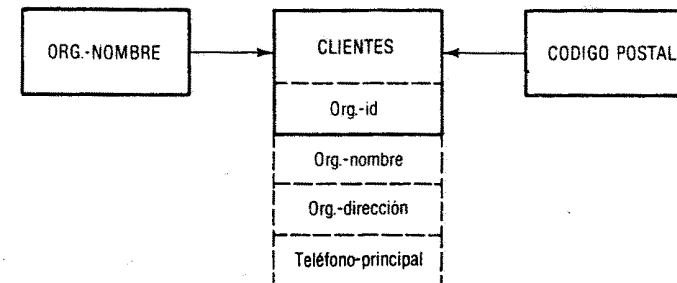 ORG.-NOMBRE
CLIENTES
CODIGO POSTAL
Org.-id
Org.-nombre
Org.-dirección
Teléfono-principal